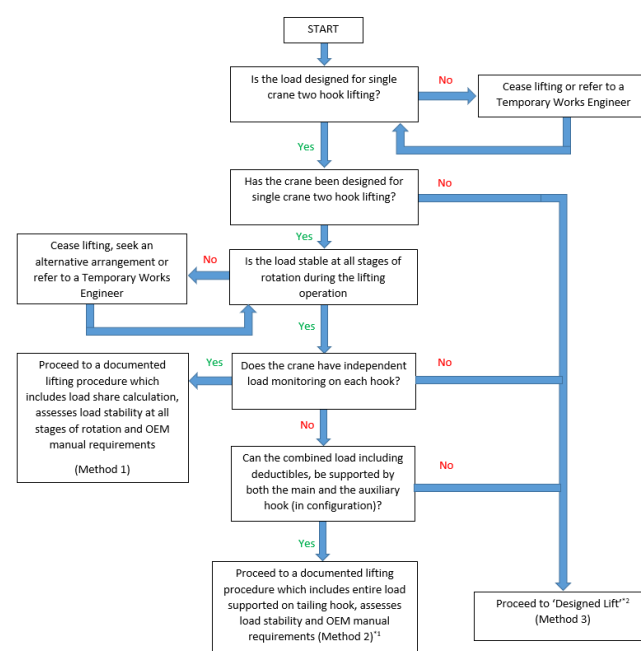 START
Is the load designed for single
crane two hook lifting?
No
Cease lifting or refer to a
Temporary Works Engineer
Yes
Has the crane been designed for
single crane two hook lifting?
No
Yes
Cease lifting, seek an
alternative arrangement or
refer to a Temporary Works
Engineer
No
Is the load stable at all stages of
rotation during the lifting
operation
Yes
Proceed to a documented
lifting procedure which
includes load share calculation,
assesses load stability at all
stages of rotation and OEM
manual requirements
(Method 1)
Yes
Does the crane have independent
load monitoring on each hook?
No
No
Can the combined load including
deductibles, be supported by
both the main and the auxiliary
hook (in configuration)?
No
Yes
Proceed to a documented lifting
procedure which includes entire load
supported on tailing hook, assesses
load stability and OEM manual
requirements (Method 2)*1
Proceed to ‘Designed Lift’*2
(Method 3)